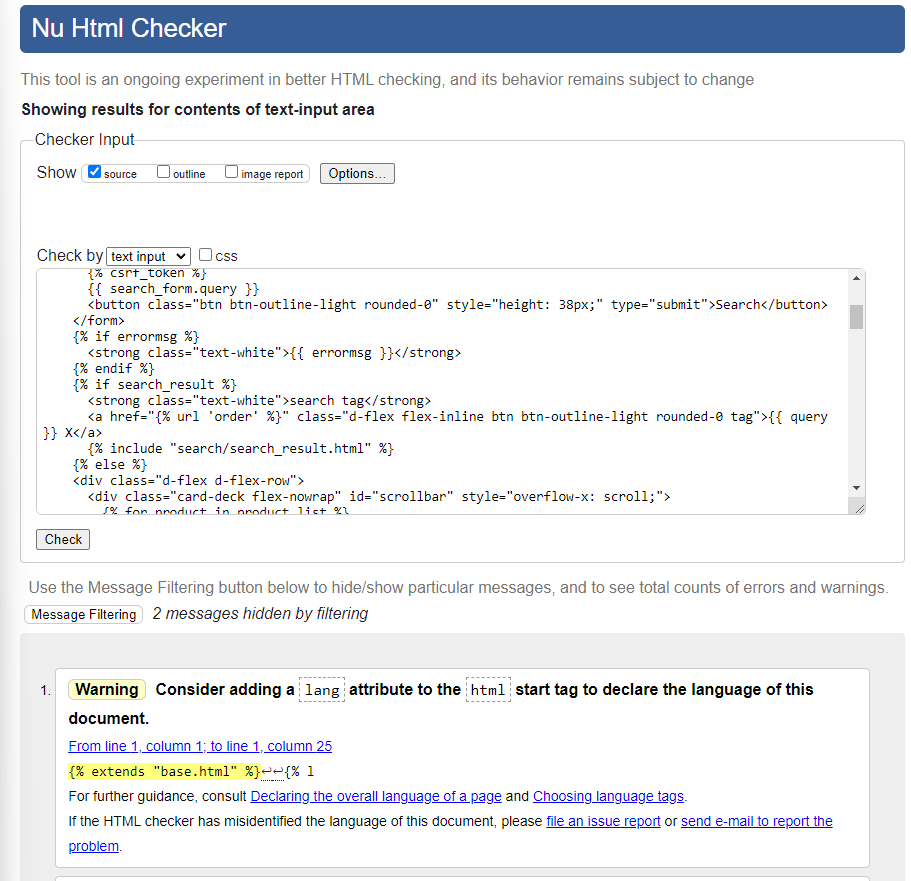 Nu Html Checker
This tool is an ongoing experiment in better HTML checking, and its behavior remains subject to change
Showing results for contents of text-input area
Checker Input
Show source outline image report Options...
Check by text input css
{% csrf_token %}
{{ search_form.query }}
<button class="btn btn-outline-light rounded-0" style="height: 38px;" type="submit">Search</button>
</form>
{% if errormsg %}
<strong class="text-white">{{ errormsg }}</strong>
{% endif %}
{% if search_result %}
<strong class="text-white">search tag</strong>
<a href="{% url 'order' %}" class="d-flex flex-inline btn btn-outline-light rounded-0 tag">{{ query
}} X</a>
{% include "search/search_result.html" %}
{% else %}
<div class="d-flex d-flex-row">
<div class="card-deck flex-nowrap" id="scrollbar" style="overflow-x: scroll;">
{% for product in product_list %}
Check
Use the Message Filtering button below to hide/show particular messages, and to see total counts of errors and warnings.
Message Filtering 2 messages hidden by filtering
1. Warning Consider adding a lang attribute to the html start tag to declare the language of this
document.
From line 1, column 1; to line 1, column 25
{% extends "base.html" %}↩↩{% l
For further guidance, consult Declaring the overall language of a page and Choosing language tags.
If the HTML checker has misidentified the language of this document, please file an issue report or send e-mail to report the
problem.